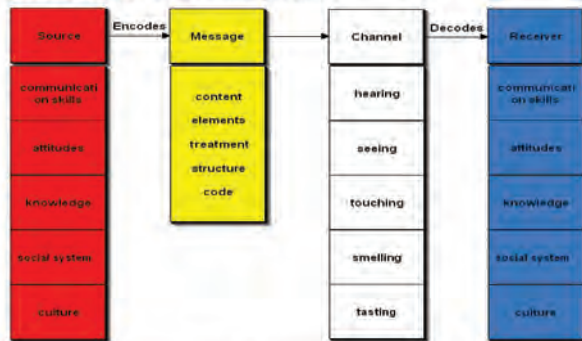 Source
Encodes
Message
Channel
Decodes
Receiver
communicati
on skills
attitudes
knowledge
social system
culture
content
elements
treatment
structure
code
hearing
seeing
touching
smelling
tasting
communicati
on skills
attitudes
knowledge
social system
culture